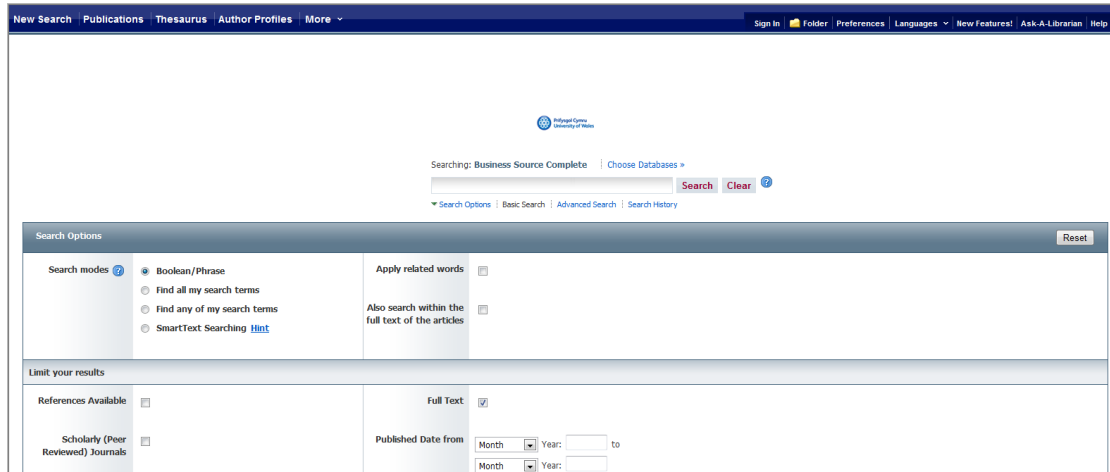 New Search Publications Thesaurus Author Profiles More
Sign In Folder Preferences Languages New Features! Ask-A-Librarian Help
Prifysgol Cymru
University of Wales
Searching: Business Source Complete Choose Databases »
Search Clear ?
Search Options Basic Search Advanced Search Search History
Search Options Reset
Search modes ? Boolean/Phrase
Find all my search terms
Find any of my search terms
SmartText Searching Hint
Apply related words
Also search within the
full text of the articles
Limit your results
References Available Full Text
Scholarly (Peer
Reviewed) Journals
Published Date from Month Year: to
Month Year: